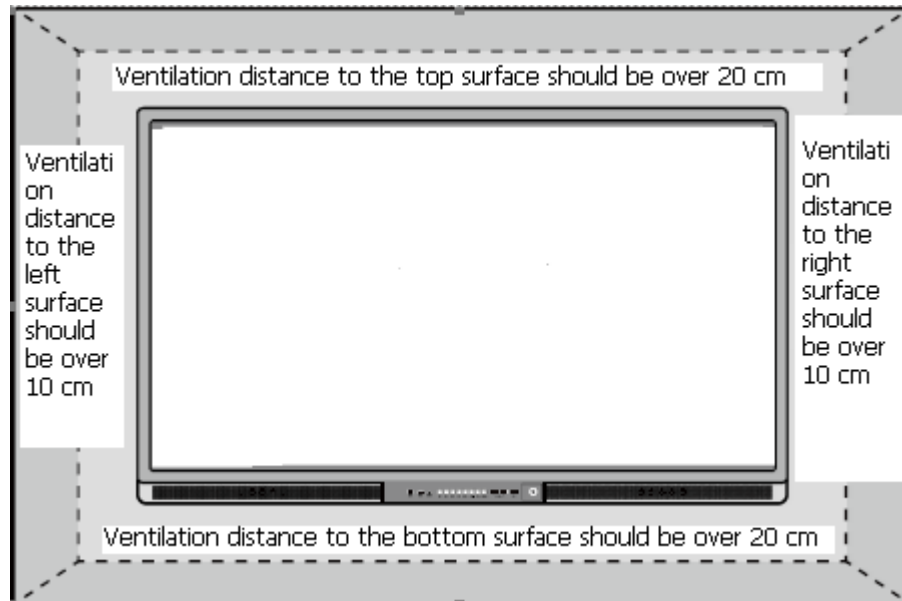 Ventilation distance to the top surface should be over 20 cm
Ventilati
on
distance
to the
left
surface
should
be over
10 cm
Ventilati
on
distance
to the
right
surface
should
be over
10 cm
Ventilation distance to the bottom surface should be over 20 cm